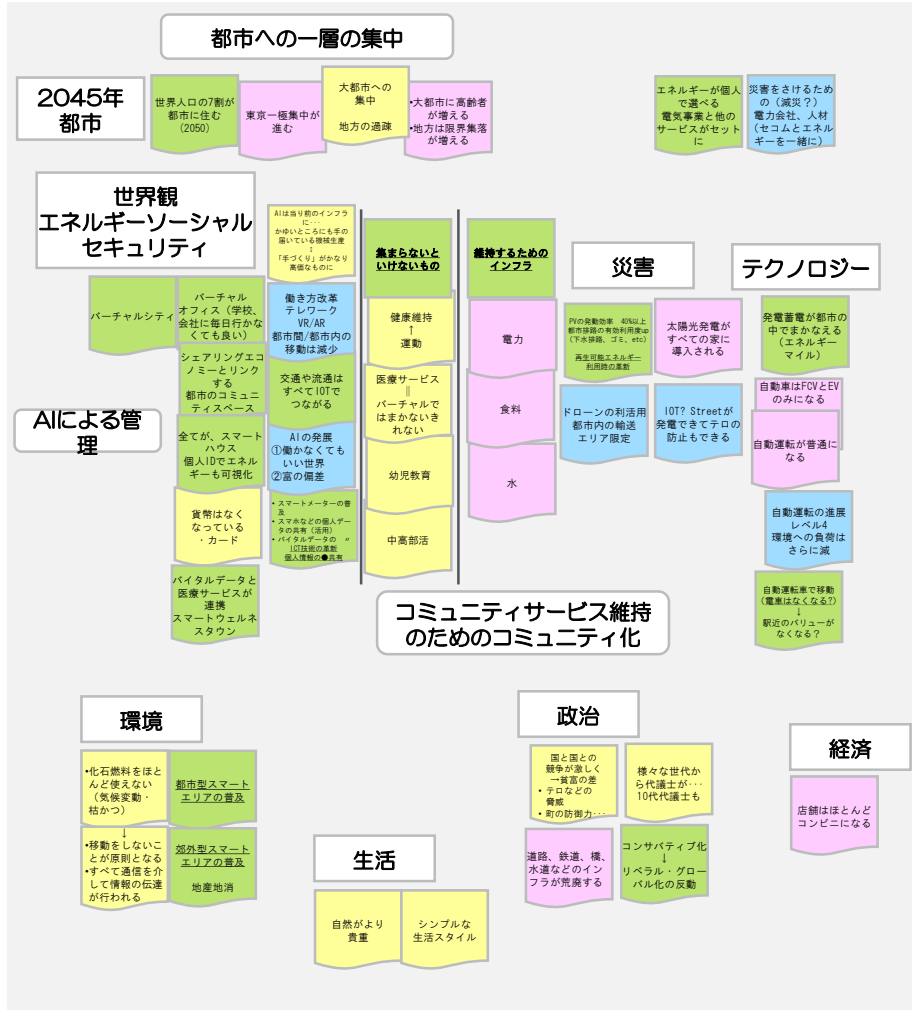 都市への一層の集中
2045年
都市
世界人口の7割が
都市に住む
(2050)
東京一極集中が
進む
大都市への
集中
地方の過疎
•大都市に高齢者
が増える
•地方は限界集落
が増える
エネルギーが個人
で選べる
電気事業と他の
サービスがセット
に
災害をさけるため
の（減災？）
電力会社、人材
（セコムとエネル
ギーを一緒に）
世界観
エネルギーソーシャル
セキュリティ
AIは当り前のインフラ
に…
かゆいところにも手の
届いている機械生産
↕
「手づくり」がかなり
高価なものに
バーチャルシティ
バーチャル
オフィス（学校、
会社に毎日行かな
くても良い）
働き方改革
テレワーク
VR/AR
都市間/都市内の
移動は減少
シェアリングエコ
ノミーとリンク
する
都市のコミュニ
ティスペース
交通や流通は
すべてIOTで
つながる
AIによる管
理
全てが、スマート
ハウス
個人IDでエネル
ギーも可視化
AIの発展
①働かなくても
いい世界
②富の偏差
貨幣はなく
なっている
・カード
• スマートメーターの普
及
• スマホなどの個人デー
タの共有（活用）
• バイタルデータの 〃
ICT技術の革新
個人情報の●共有
バイタルデータと
医療サービスが
連携
スマートウェルネ
スタウン
集まらないと
いけないもの
健康維持
↑
運動
医療サービス
‖
バーチャルで
はまかないき
れない
幼児教育
中高部活
維持するための
インフラ
電力
食料
水
災害
PVの発動効率 40%以上
都市排路の有効利用度up
(下水排路、ゴミ、etc)
再生可能エネルギー
利用時の革新
太陽光発電が
すべての家に
導入される
ドローンの利活用
都市内の輸送
エリア限定
IOT? Streetが
発電できてテロの
防止もできる
テクノロジー
発電蓄電が都市の
中でまかなえる
（エネルギー
マイル）
自動車はFCVとEV
のみになる
自動運転が普通に
なる
自動運転の進展
レベル4
環境への負荷は
さらに減
自動運転車で移動
(電車はなくなる?)
↓
駅近のバリューが
なくなる？
コミュニティサービス維持
のためのコミュニティ化
環境
•化石燃料をほと
んど使えない
（気候変動・
枯かつ）
都市型スマート
エリアの普及
↓
•移動をしないこ
とが原則となる
•すべて通信を介
して情報の伝達
が行われる
郊外型スマート
エリアの普及
地産地消
生活
自然がより
貴重
シンプルな
生活スタイル
政治
国と国との
競争が激しく
→貧富の差
• テロなどの
脅威
• 町の防御力…
様々な世代か
ら代議士が…
10代代議士も
道路、鉄道、橋、
水道などのイン
フラが荒廃する
コンサバティブ化
↓
リベラル・グロー
バル化の反動
経済
店舗はほとんど
コンビニになる